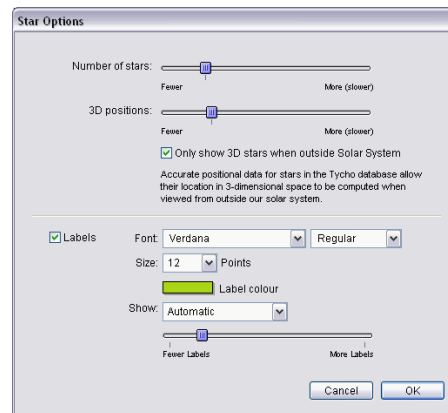 Star Options
Number of stars:
Fewer More (slower)
3D positions:
Fewer More (slower)
Only show 3D stars when outside Solar System
Accurate positional data for stars in the Tycho database allow
their location in 3-dimensional space to be computed when
viewed from outside our solar system.
Labels Font: Verdana Regular
Size: 12 Points
Label colour
Show: Automatic
Fewer Labels More Labels
Cancel OK